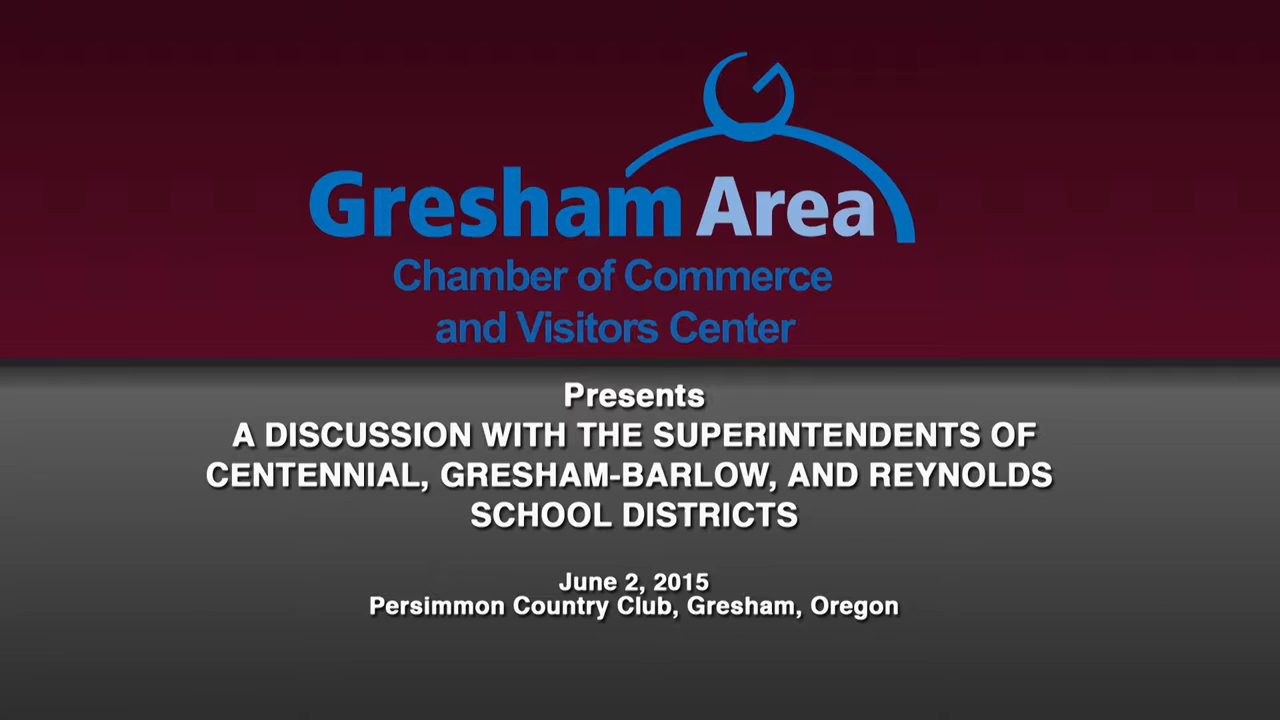 Gresham Area
Chamber of Commerce
and Visitors Center
Presents
A DISCUSSION WITH THE SUPERINTENDENTS OF
CENTENNIAL, GRESHAM-BARLOW, AND REYNOLDS
SCHOOL DISTRICTS
June 2, 2015
Persimmon Country Club, Gresham, Oregon